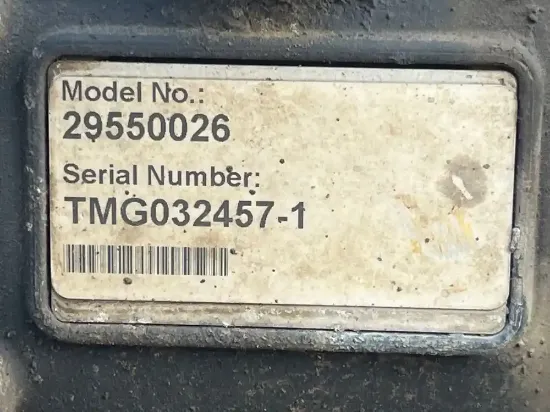 Model No.:
29550026
Serial Number:
TMG032457-1